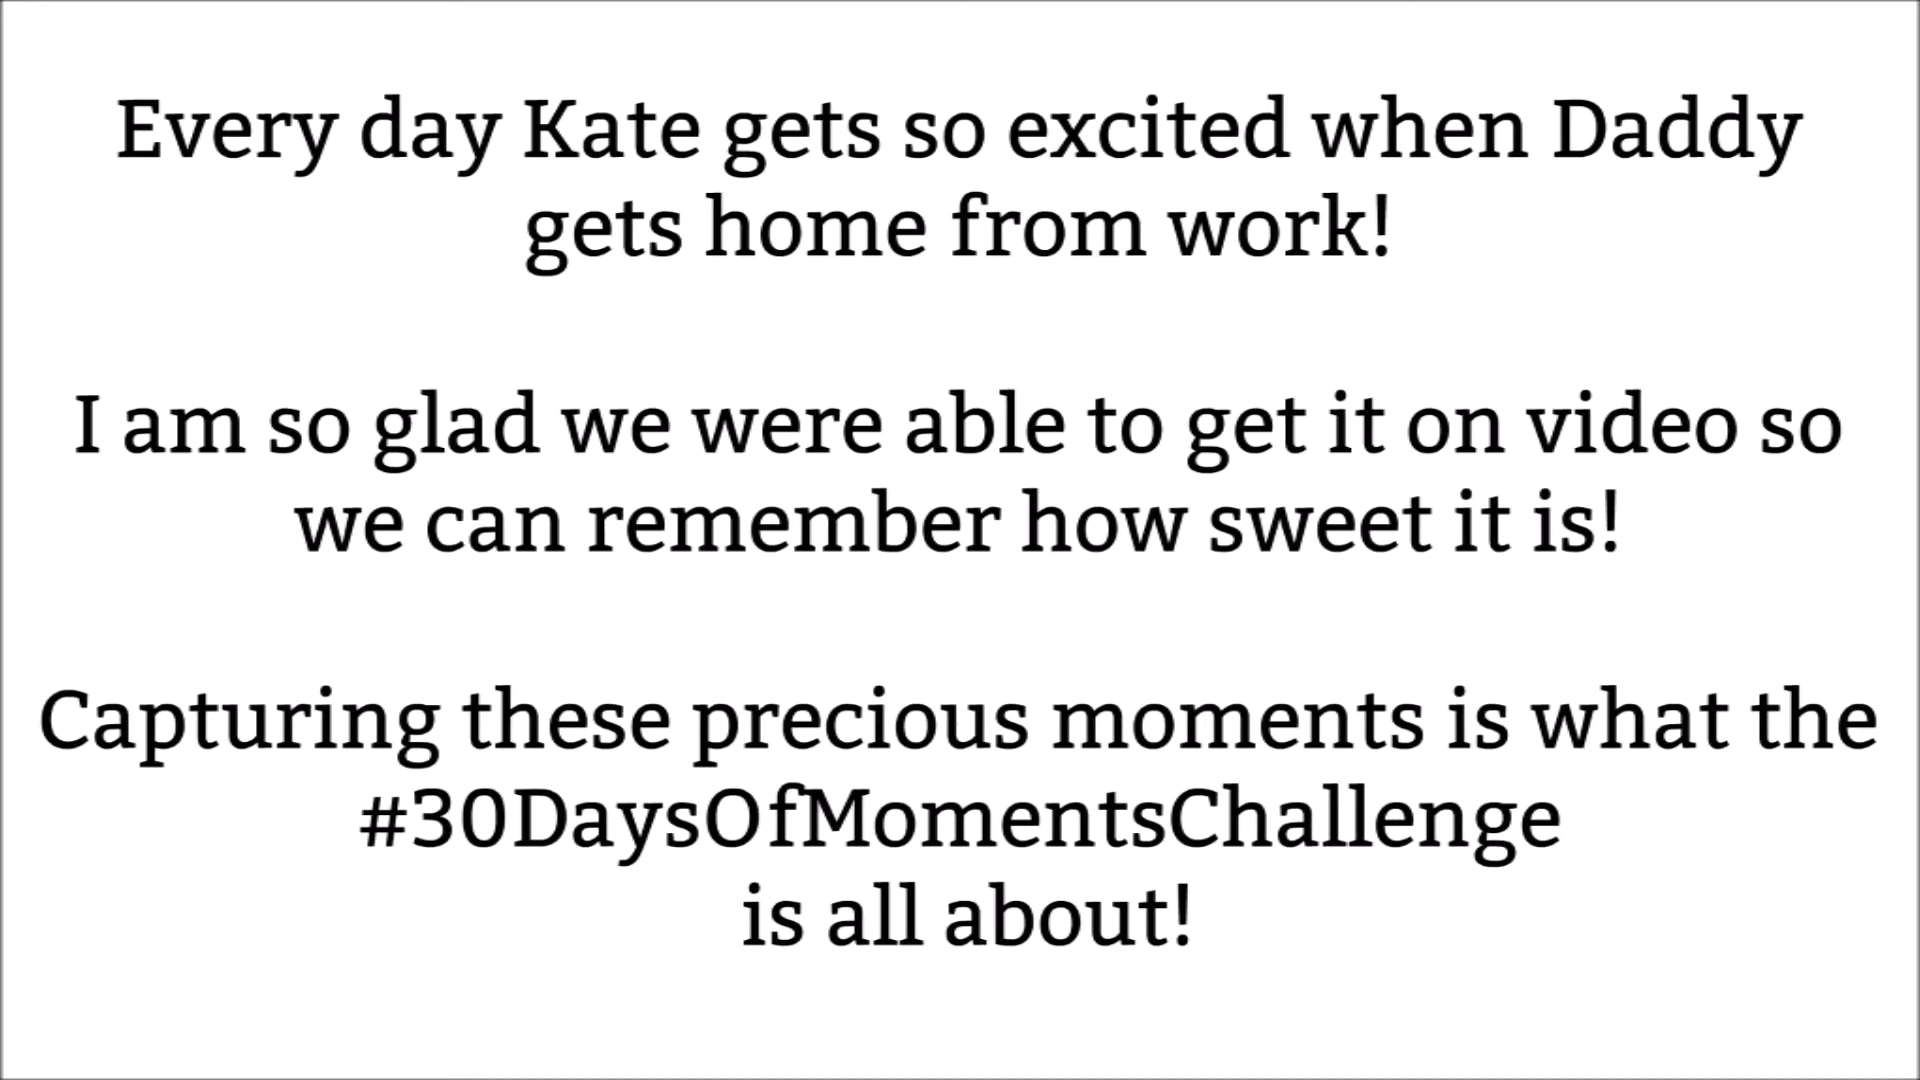 Every day Kate gets so excited when Daddy
gets home from work!
I am so glad we were able to get it on video so
we can remember how sweet it is!
Capturing these precious moments is what the
#30DaysOfMomentsChallenge
is all about!